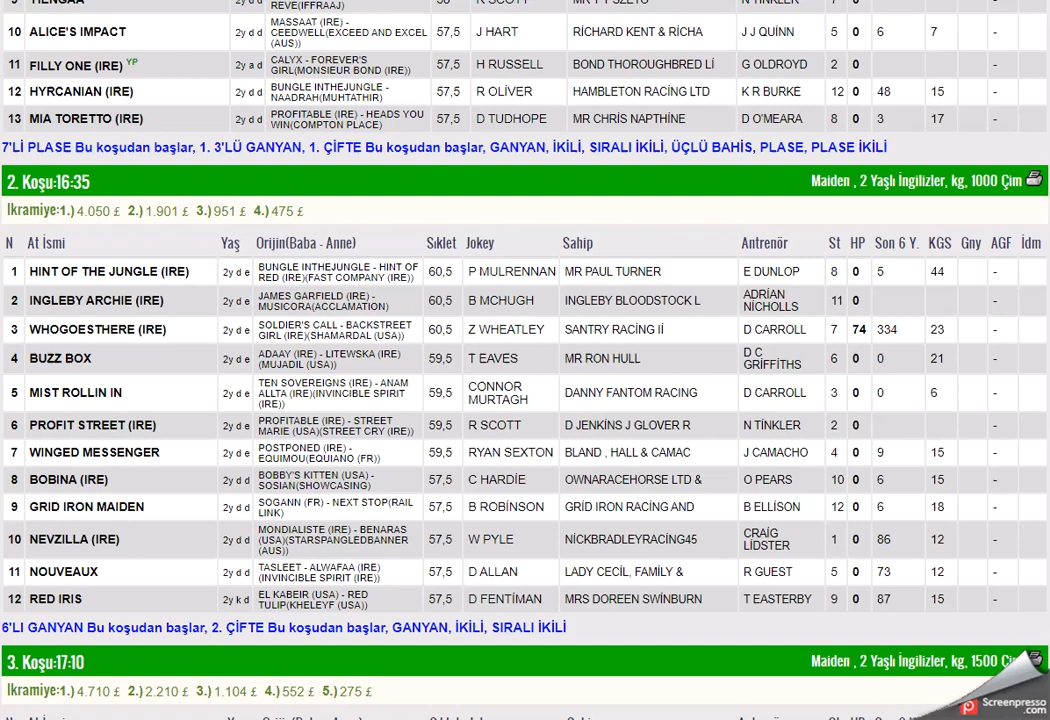 REVE(IFFRAAJ)
10 ALICE'S IMPACT 2y d d MASSAAT (IRE) - CEEDWELL(EXCEED AND EXCEL (AUS)) 57,5 J HART RİCHARD KENT & RİCHA J J QUİNN 5 0 6 7 -
11 FILLY ONE (IRE) YP 2y a d CALYX - FOREVER'S GIRL(MONSIEUR BOND (IRE)) 57,5 H RUSSELL BOND THOROUGHBRED Lİ G OLDROYD 2 0 -
12 HYRCANIAN (IRE) 2y d d BUNGLE INTHEJUNGLE - NAADRAH(MUHTATHIR) 57,5 R OLİVER HAMBLETON RACİNG LTD K R BURKE 12 0 48 15 -
13 MIA TORETTO (IRE) 2y d d PROFITABLE (IRE) - HEADS YOU WIN(COMPTON PLACE) 57,5 D TUDHOPE MR CHRİS NAPTHİNE D O'MEARA 8 0 3 17 -
7'Lİ PLASE Bu koşudan başlar, 1. 3'LÜ GANYAN, 1. ÇİFTE Bu koşudan başlar, GANYAN, İKİLİ, SIRALI İKİLİ, ÜÇLÜ BAHİS, PLASE, PLASE İKİLİ
2. Koşu:16:35 Maiden , 2 Yaşlı İngilizler, kg, 1000 Çim
İkramiye:1.) 4.050 £ 2.) 1.901 £ 3.) 951 £ 4.) 475 £
N At İsmi Yaş Orijin(Baba - Anne) Sıklet Jokey Sahip Antrenör St HP Son 6 Y. KGS Gny AGF İdm
1 HINT OF THE JUNGLE (IRE) 2y d e BUNGLE INTHEJUNGLE - HINT OF RED (IRE)(FAST COMPANY (IRE)) 60,5 P MULRENNAN MR PAUL TURNER E DUNLOP 8 0 5 44 -
2 INGLEBY ARCHIE (IRE) 2y d e JAMES GARFIELD (IRE) - MUSICORA(ACCLAMATION) 60,5 B MCHUGH INGLEBY BLOODSTOCK L ADRİAN NİCHOLLS 11 0 -
3 WHOGOESTHERE (IRE) 2y d e SOLDIER'S CALL - BACKSTREET GIRL (IRE)(SHAMARDAL (USA)) 60,5 Z WHEATLEY SANTRY RACİNG İİ D CARROLL 7 74 334 23 -
4 BUZZ BOX 2y d e ADAAY (IRE) - LITEWSKA (IRE) (MUJADIL (USA)) 59,5 T EAVES MR RON HULL D C GRİFFİTHS 6 0 0 21 -
5 MIST ROLLIN IN 2y d e TEN SOVEREIGNS (IRE) - ANAM ALLTA (IRE)(INVINCIBLE SPIRIT (IRE)) 59,5 CONNOR MURTAGH DANNY FANTOM RACING D CARROLL 3 0 0 6 -
6 PROFIT STREET (IRE) 2y d e PROFITABLE (IRE) - STREET MARIE (USA)(STREET CRY (IRE)) 59,5 R SCOTT D JENKİNS J GLOVER R N TİNKLER 2 0 -
7 WINGED MESSENGER 2y d e POSTPONED (IRE) - EQUIMOU(EQUIANO (FR)) 59,5 RYAN SEXTON BLAND , HALL & CAMAC J CAMACHO 4 0 9 15 -
8 BOBINA (IRE) 2y d d BOBBY'S KITTEN (USA) - SOSIAN(SHOWCASING) 57,5 C HARDİE OWNARACEHORSE LTD & O PEARS 10 0 6 15 -
9 GRID IRON MAIDEN 2y d d SOGANN (FR) - NEXT STOP(RAIL LINK) 57,5 B ROBİNSON GRİD IRON RACİNG AND B ELLİSON 12 0 6 18 -
10 NEVZILLA (IRE) 2y d d MONDIALISTE (IRE) - BENARAS (USA)(STARSPANGLEDBANNER (AUS)) 57,5 W PYLE NİCKBRADLEYRACİNG45 CRAİG LİDSTER 1 0 86 12 -
11 NOUVEAUX 2y d d TASLEET - ALWAFAA (IRE) (INVINCIBLE SPIRIT (IRE)) 57,5 D ALLAN LADY CECİL, FAMİLY & R GUEST 5 0 73 12 -
12 RED IRIS 2y k d EL KABEIR (USA) - RED TULIP(KHELEYF (USA)) 57,5 D FENTİMAN MRS DOREEN SWİNBURN T EASTERBY 9 0 87 15 -
6'LI GANYAN Bu koşudan başlar, 2. ÇİFTE Bu koşudan başlar, GANYAN, İKİLİ, SIRALI İKİLİ
3. Koşu:17:10 Maiden , 2 Yaşlı İngilizler, kg, 1500 Çim
İkramiye:1.) 4.710 £ 2.) 2.210 £ 3.) 1.104 £ 4.) 552 £ 5.) 275 £
Screenpresso
.com